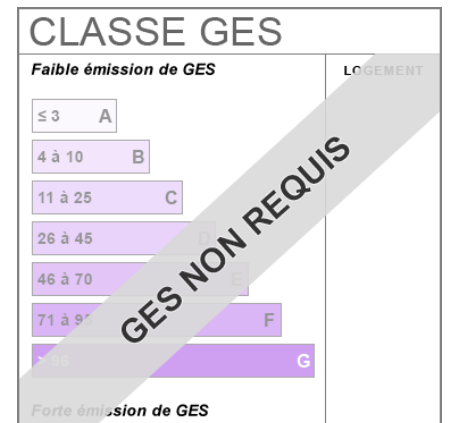 CLASSE GES
Faible émission de GES
LOGEMENT
≤ 3 A
4 à 10 B
11 à 25 C
26 à 45 D
46 à 70 E
71 à 95 F
G
GES NON REQUIS
Forte émission de GES